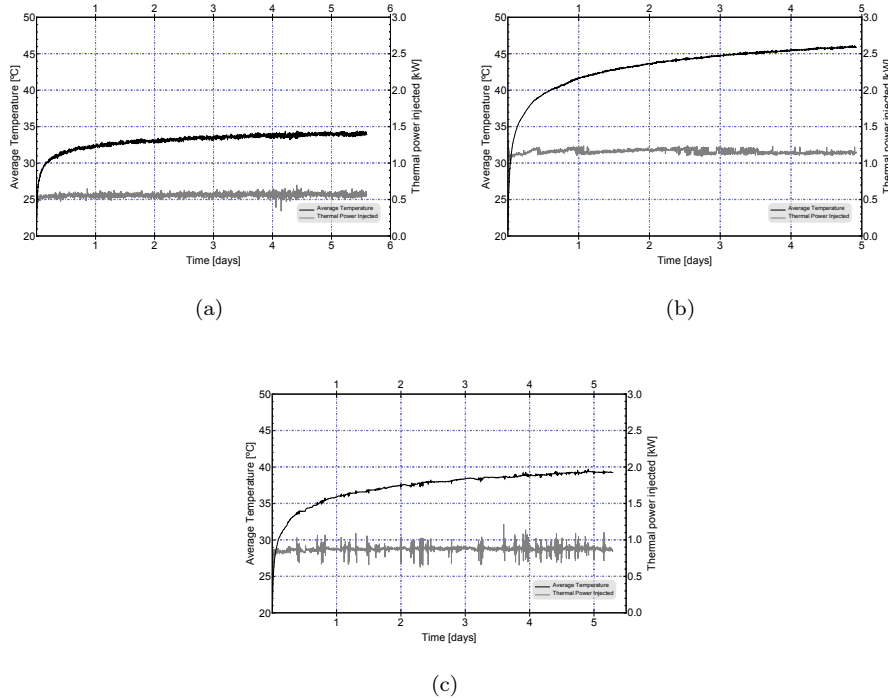 1 2 3 4 5 6
50 45 40 35 30 25 20
Average Temperature [ºC]
3.0 2.5 2.0 1.5 1.0 0.5 0.0
Thermal power injected [kW]
Average Temperature
Thermal Power Injected
1 2 3 4 5 6
Time [days]
(a)
1 2 3 4 5
50 45 40 35 30 25 20
Average Temperature [ºC]
3.0 2.5 2.0 1.5 1.0 0.5 0.0
Thermal power injected [kW]
Average Temperature
Thermal Power Injected
1 2 3 4 5
Time [days]
(b)
1 2 3 4 5
50 45 40 35 30 25 20
Average Temperature [ºC]
3.0 2.5 2.0 1.5 1.0 0.5 0.0
Thermal power injected [kW]
Average Temperature
Thermal Power Injected
1 2 3 4 5
Time [days]
(c)